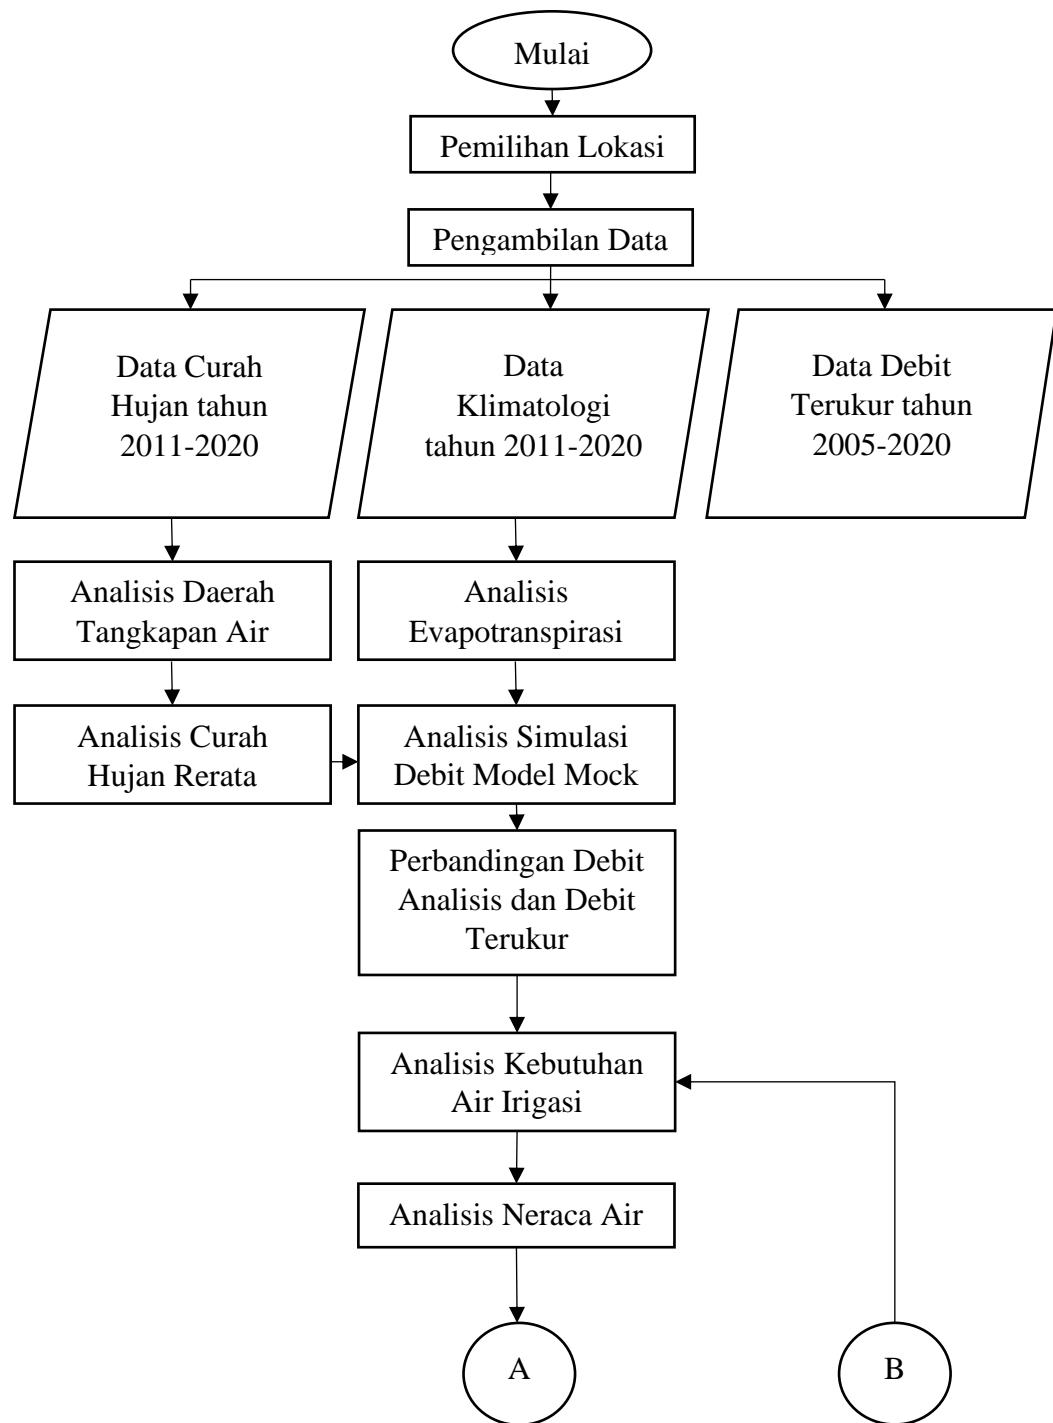 Mulai
Pemilihan Lokasi
Pengambilan Data
Data Curah
Hujan tahun
2011-2020
Data
Klimatologi
tahun 2011-2020
Data Debit
Terukur tahun
2005-2020
Analisis Daerah
Tangkapan Air
Analisis
Evapotranspirasi
Analisis Curah
Hujan Rerata
Analisis Simulasi
Debit Model Mock
Perbandingan Debit
Analisis dan Debit
Terukur
Analisis Kebutuhan
Air Irigasi
Analisis Neraca Air
A
B